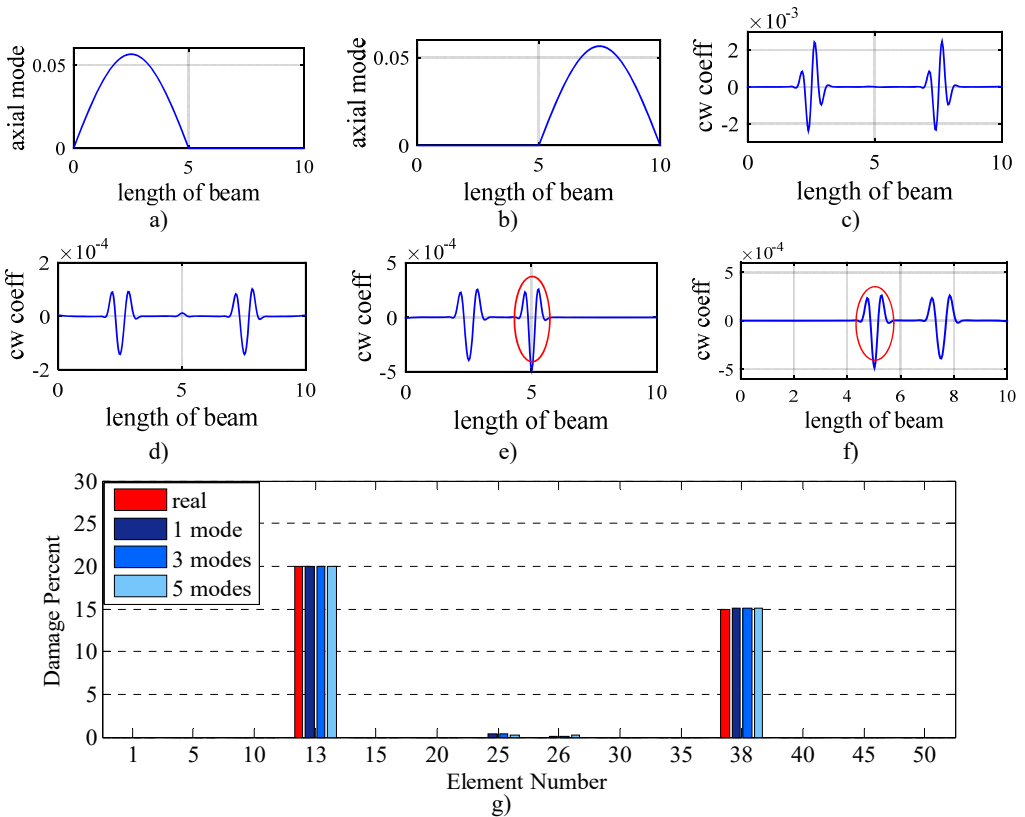 axial mode
0.05
0
0 5 10
length of beam
a)
axial mode
0.05
0
0 5 10
length of beam
b)
×10-3
cw coeff
2
0
-2
0 5 10
length of beam
c)
×10-4
cw coeff
2
0
-2
0 5 10
length of beam
d)
×10-4
cw coeff
5
0
-5
0 5 10
length of beam
e)
×10-4
cw coeff
5
0
-5
0 2 4 6 8 10
length of beam
f)
Damage Percent
30
25
20
15
10
5
0
real
1 mode
3 modes
5 modes
1 5 10 13 15 20 25 26 30 35 38 40 45 50
Element Number
g)